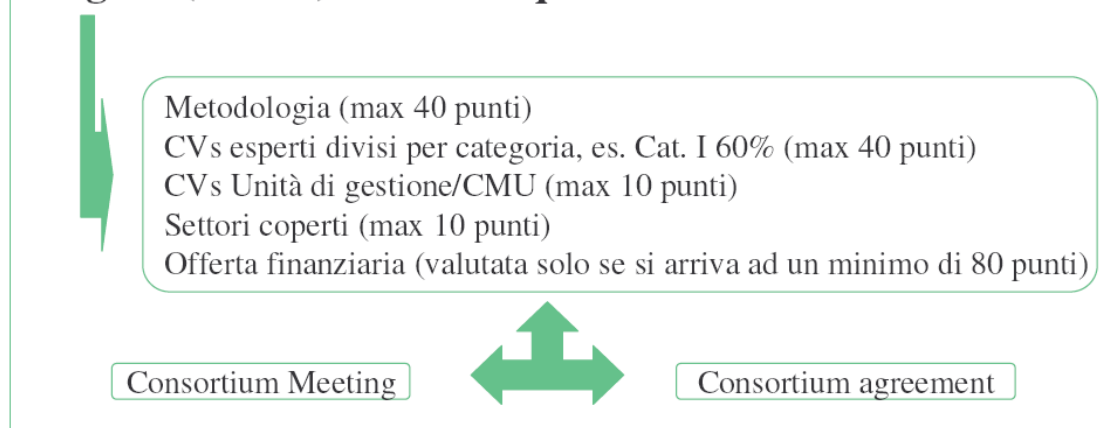 Metodologia (max 40 punti)
CVs esperti divisi per categoria, es. Cat. I 60% (max 40 punti)
CVs Unità di gestione/CMU (max 10 punti)
Settori coperti (max 10 punti)
Offerta finanziaria (valutata solo se si arriva ad un minimo di 80 punti)
Consortium Meeting
Consortium agreement